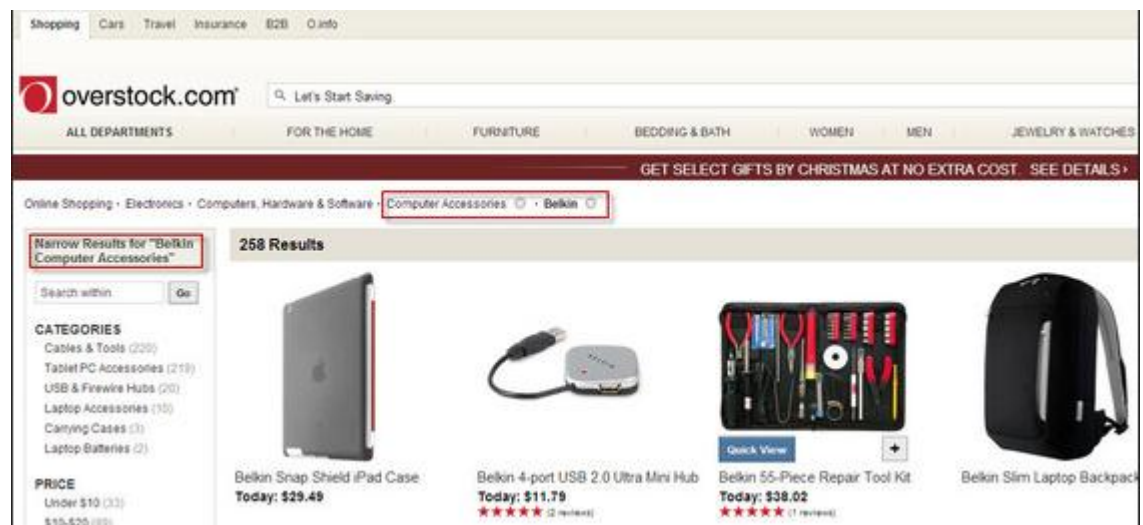 Shopping Cars Travel Insurance B2B O.info
overstock.com
Let's Start Saving.
ALL DEPARTMENTS FOR THE HOME FURNITURE BEDDING & BATH WOMEN MEN JEWELRY & WATCHES
GET SELECT GIFTS BY CHRISTMAS AT NO EXTRA COST. SEE DETAILS ›
Online Shopping · Electronics · Computers, Hardware & Software · Computer Accessories · Belkin
Narrow Results for "Belkin
Computer Accessories"
258 Results
Search within Go
CATEGORIES
Cables & Tools (220)
Tablet PC Accessories (219)
USB & Firewire Hubs (20)
Laptop Accessories (10)
Carrying Cases (3)
Laptop Batteries (2)
PRICE
Under $10 (33)
$10-$20
Quick View +
Belkin Snap Shield iPad Case
Today: $29.49
Belkin 4-port USB 2.0 Ultra Mini Hub
Today: $11.79
(2 reviews)
Belkin 55-Piece Repair Tool Kit
Today: $38.02
(1 reviews)
Belkin Slim Laptop Backpack